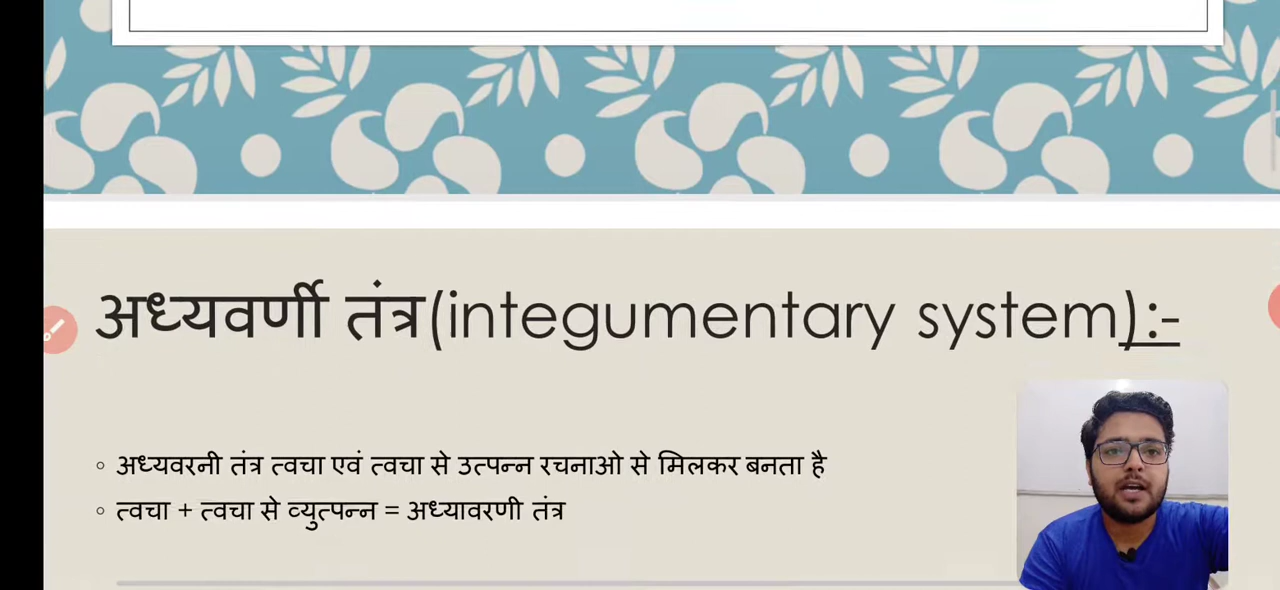 अध्यवर्णी तंत्र(integumentary system):-
◦ अध्यवरनी तंत्र त्वचा एवं त्वचा से उत्पन्न रचनाओ से मिलकर बनता है
◦ त्वचा + त्वचा से व्युत्पन्न = अध्यावरणी तंत्र